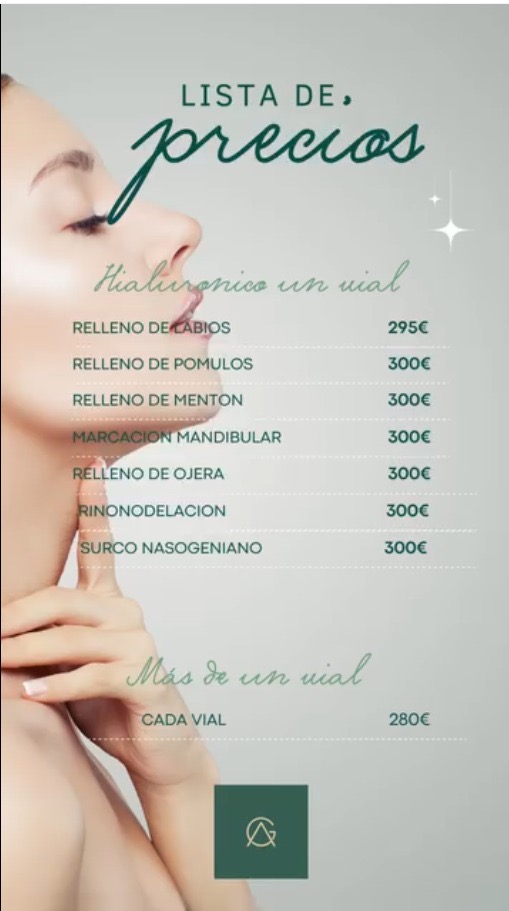 LISTA DE
precios
Hialuronico un vial
RELLENO DE LABIOS 295€
RELLENO DE POMULOS 300€
RELLENO DE MENTON 300€
MARCACION MANDIBULAR 300€
RELLENO DE OJERA 300€
RINONODELACION 300€
SURCO NASOGENIANO 300€
Más de un vial
CADA VIAL 280€